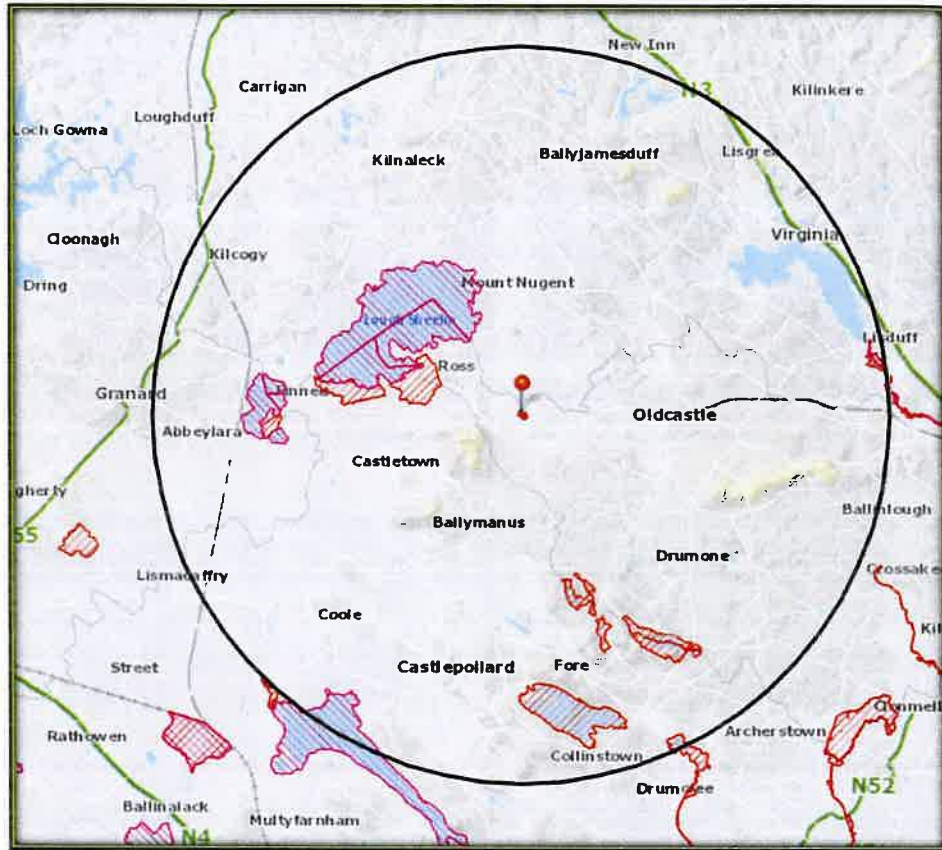 New Inn
N3
Carrigan
Kilinkere
Loughduff
Loch Gowna
Kilnaleck
Ballyjamesduff
Virginia
Cloonagh
Kilcogy
Dring
Mount Nugent
Ross
Granard
Oldcastle
Abbeylara
Castletown
Ballymanus
55
Drumone
Coole
Street
Castlepollard
Fore
Rathowen
Archerstown
Collinstown
N52
Ballinalack
Multyfarnham
N4